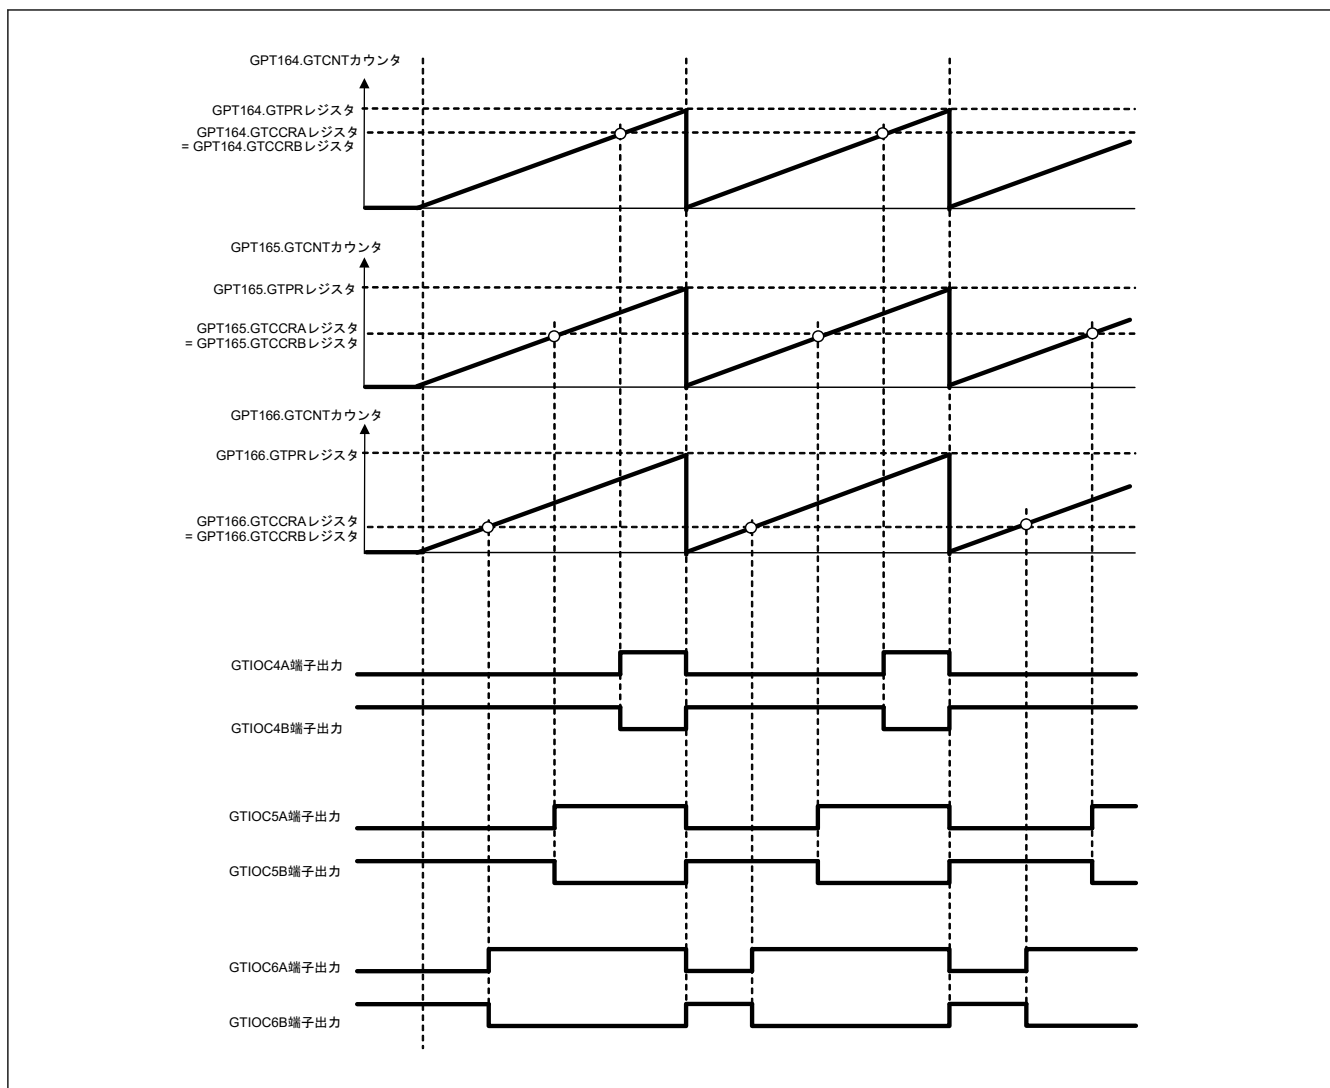 GPT164.GTCNTカウンタ
GPT164.GTPRレジスタ
GPT164.GTCCRAレジスタ
= GPT164.GTCCRBレジスタ
GPT165.GTCNTカウンタ
GPT165.GTPRレジスタ
GPT165.GTCCRAレジスタ
= GPT165.GTCCRBレジスタ
GPT166.GTCNTカウンタ
GPT166.GTPRレジスタ
GPT166.GTCCRAレジスタ
= GPT166.GTCCRBレジスタ
GTIOC4A端子出力
GTIOC4B端子出力
GTIOC5A端子出力
GTIOC5B端子出力
GTIOC6A端子出力
GTIOC6B端子出力